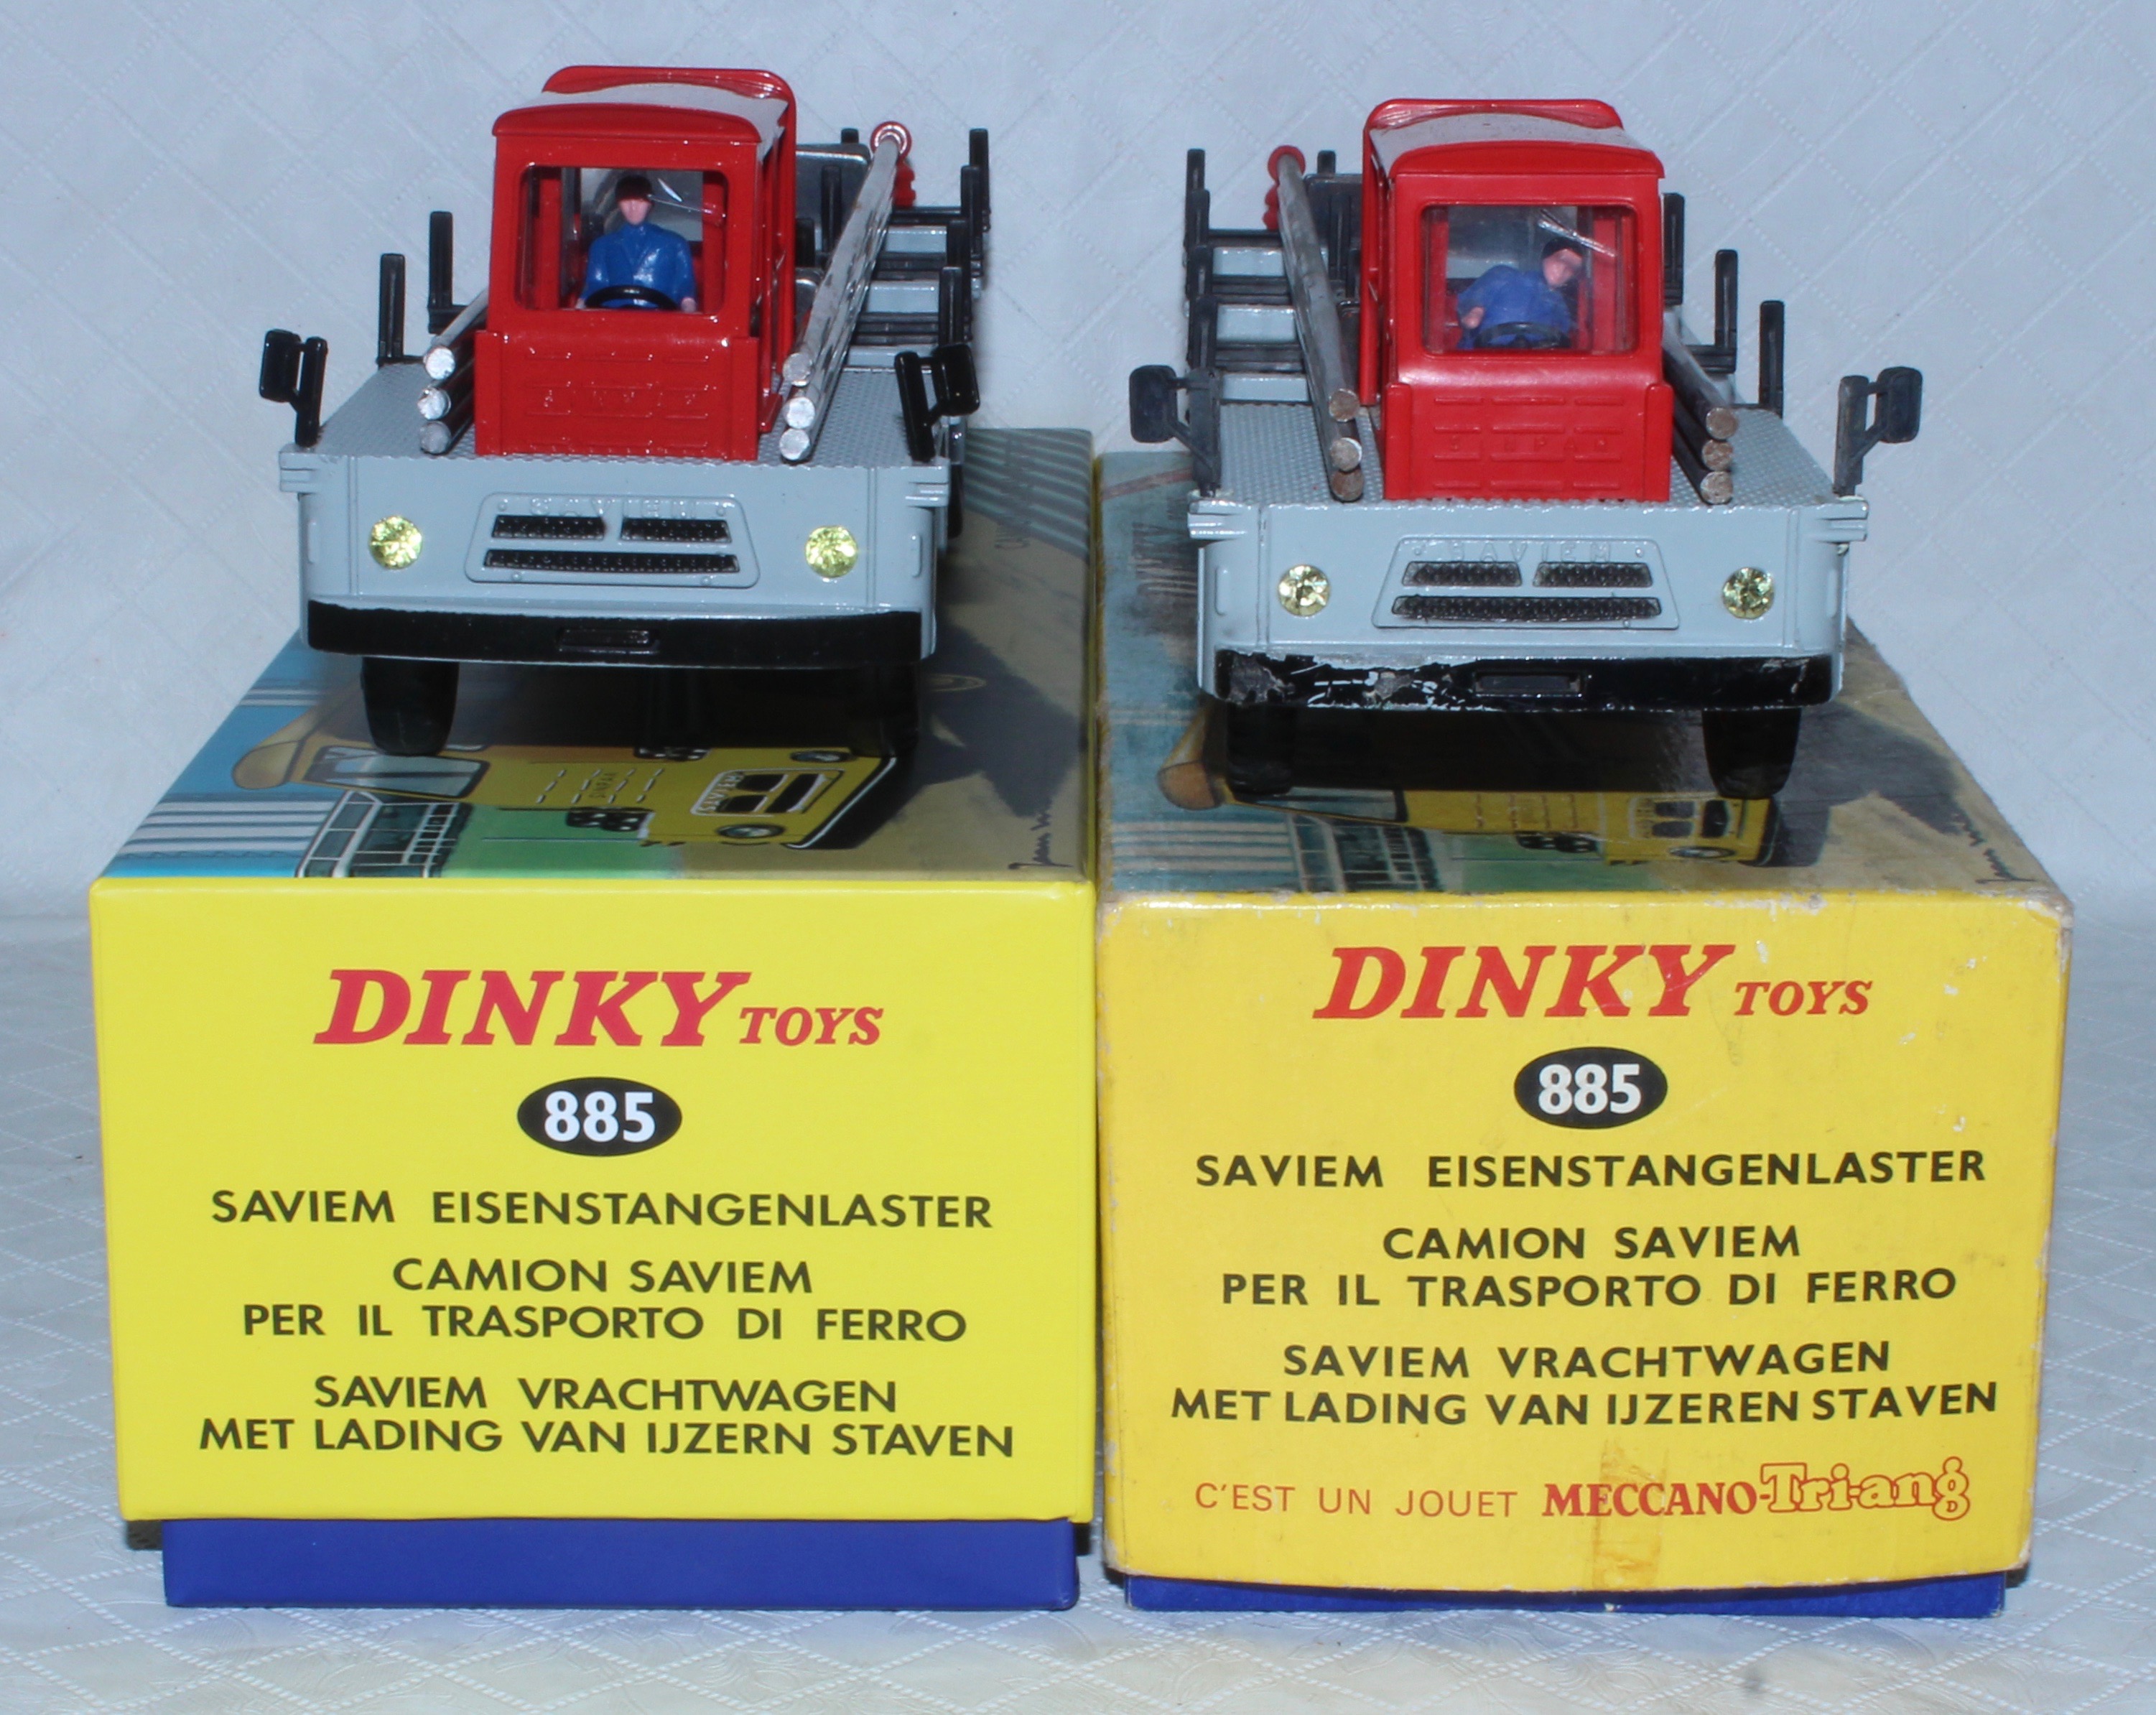 SAVIEM
SAVIEM
DINKY TOYS
885
SAVIEM EISENSTANGENLASTER
CAMION SAVIEM
PER IL TRASPORTO DI FERRO
SAVIEM VRACHTWAGEN
MET LADING VAN IJZERN STAVEN
DINKY TOYS
885
SAVIEM EISENSTANGENLASTER
CAMION SAVIEM
PER IL TRASPORTO DI FERRO
SAVIEM VRACHTWAGEN
MET LADING VAN IJZEREN STAVEN
C'EST UN JOUET MECCANO-Tri-ang